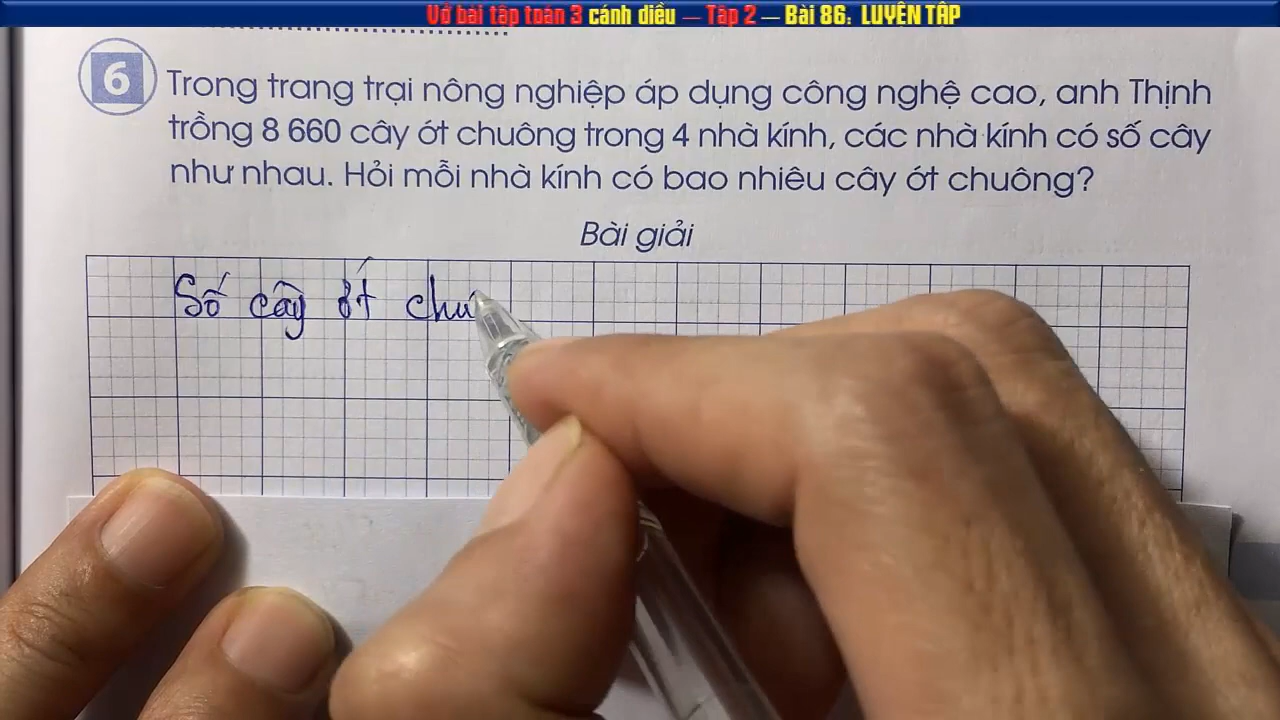 Vở bài tập toán 3 cánh diều – Tập 2 – Bài 86: LUYỆN TẬP
6 Trong trang trại nông nghiệp áp dụng công nghệ cao, anh Thịnh
trồng 8 660 cây ớt chuông trong 4 nhà kính, các nhà kính có số cây
như nhau. Hỏi mỗi nhà kính có bao nhiêu cây ớt chuông?
Bài giải
Số cây ớt chu